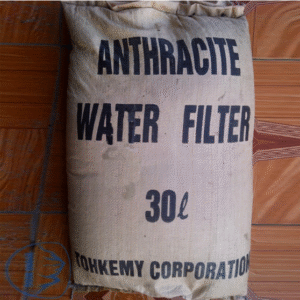 ANTHRACITE
WATER FILTER
30ℓ
TOHKEMY CORPORATION